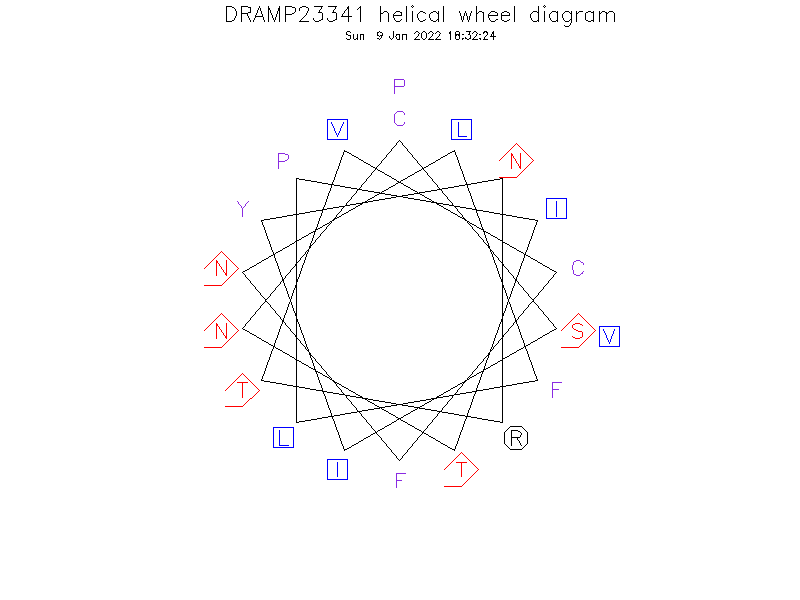 DRAMP23341 helical wheel diagram
Sun 9 Jan 2022 18:32:24
P
V C L
P N
Y I
N C
N S V
T F
L R
I F T